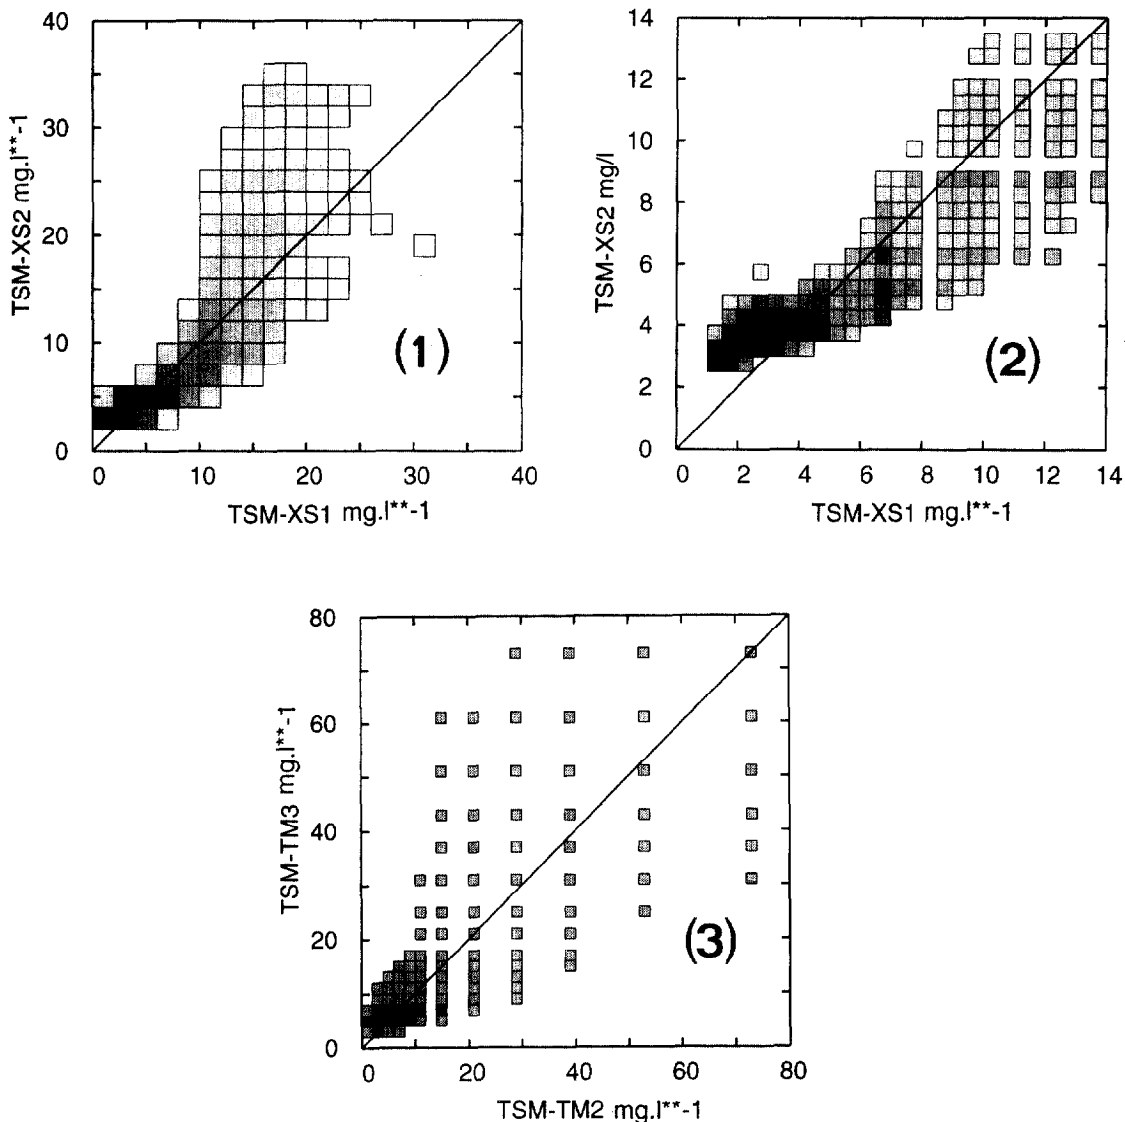 40
30
20
10
0
TSM-XS2 mg.l**-1
(1)
0 10 20 30 40
TSM-XS1 mg.l**-1
14
12
10
8
6
4
2
0
TSM-XS2 mg/l
(2)
0 2 4 6 8 10 12 14
TSM-XS1 mg.l**-1
80
60
40
20
0
TSM-TM3 mg.l**-1
(3)
0 20 40 60 80
TSM-TM2 mg.l**-1